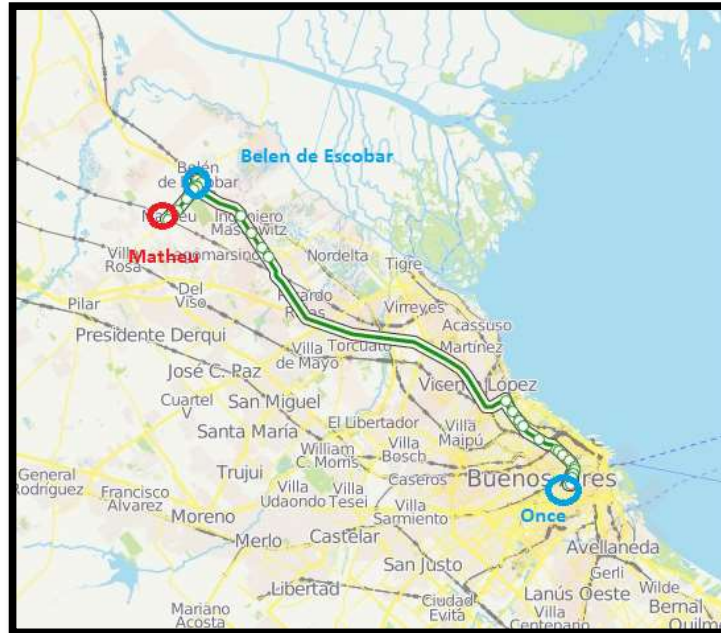 Belen de Escobar
Belén
de Escobar
Matheu
Matheu
Ingeniero
Maschwitz
Villa
Rosa
Lagomarsino
Nordelta
Tigre
Pilar
Del
Viso
Ricardo
Rojas
Virreyes
Presidente Derqui
Acassuso
Martínez
Torcuato
Villa
de Mayo
José C. Paz
Vicente López
Cuartel
V
San Miguel
El Libertador
Villa
Maipú
Santa María
William
C. Morris
Villa
Bosch
Trujui
Caseros
Buenos Aires
General
Rodríguez
Francisco
Álvarez
Villa
Udaondo
Villa
Tesei
Villa
Sarmiento
Once
Moreno
Merlo
Castelar
Avellaneda
San Justo
Gerli
Libertad
Lanús Oeste
Wilde
Mariano
Acosta
Ciudad
Evita
Villa
Centenario
Bernal
Quilm